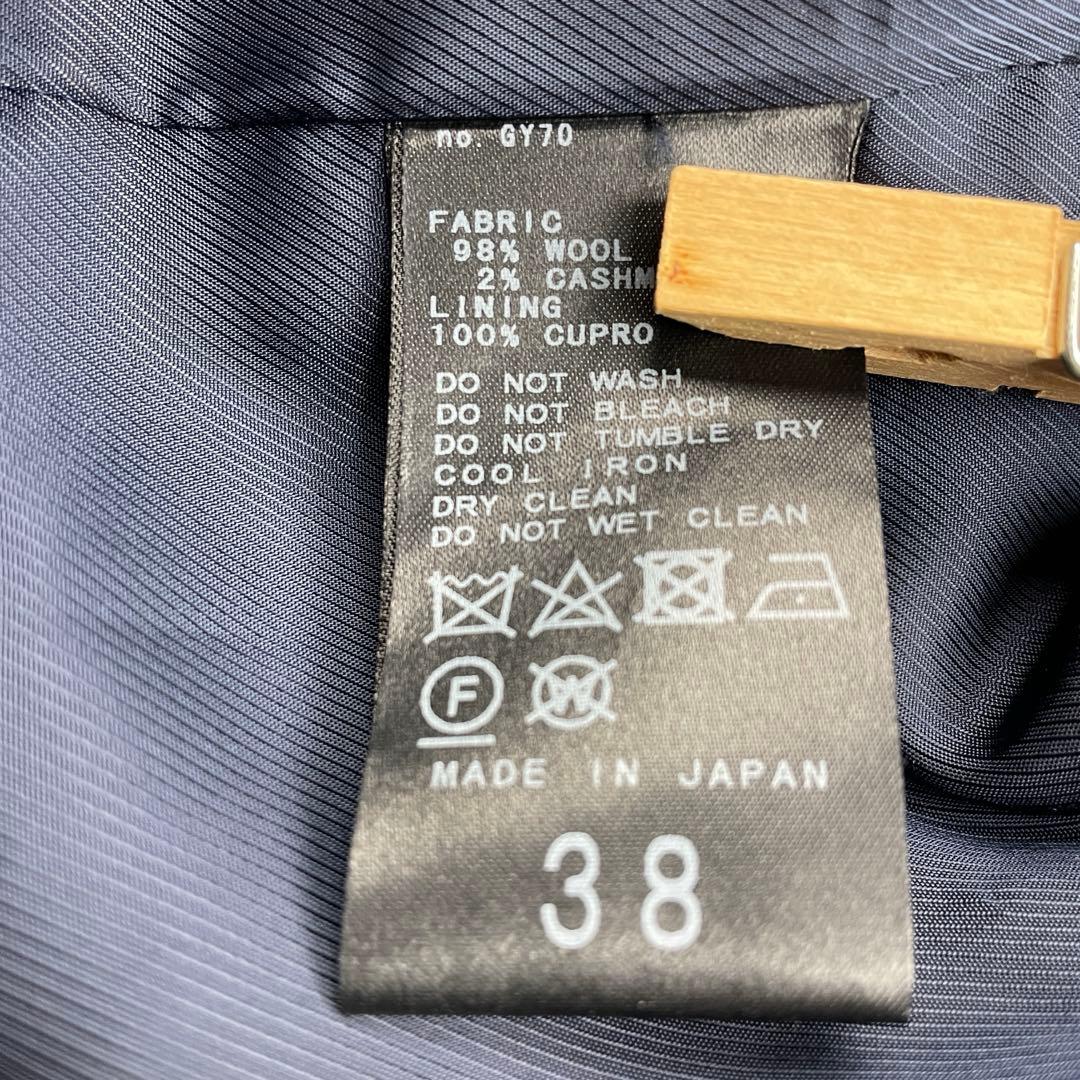 no. GY70
FABRIC
98% WOOL
2% CASHM
LINING
100% CUPRO
DO NOT WASH
DO NOT BLEACH
DO NOT TUMBLE DRY
COOL IRON
DRY CLEAN
DO NOT WET CLEAN
F W
MADE IN JAPAN
38